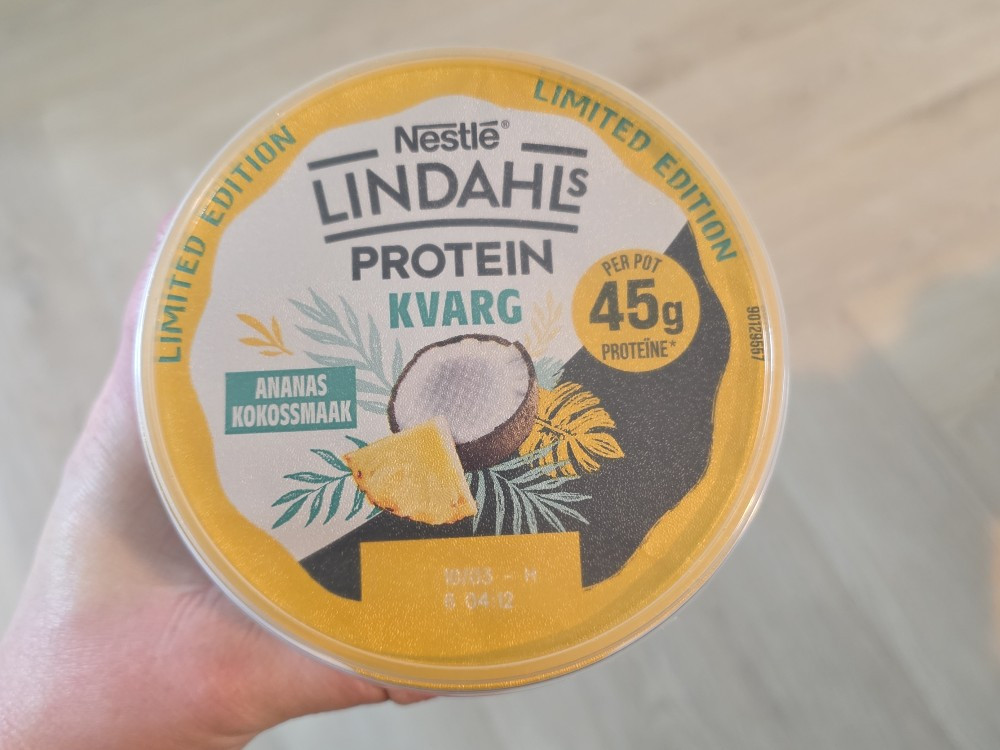 LIMITED EDITION
LIMITED EDITION
Nestlé®
LINDAHLS
PROTEIN
KVARG
PER POT
45g
PROTEÏNE*
ANANAS
KOKOSSMAAK
90129557
10/03 - H
6 04:12